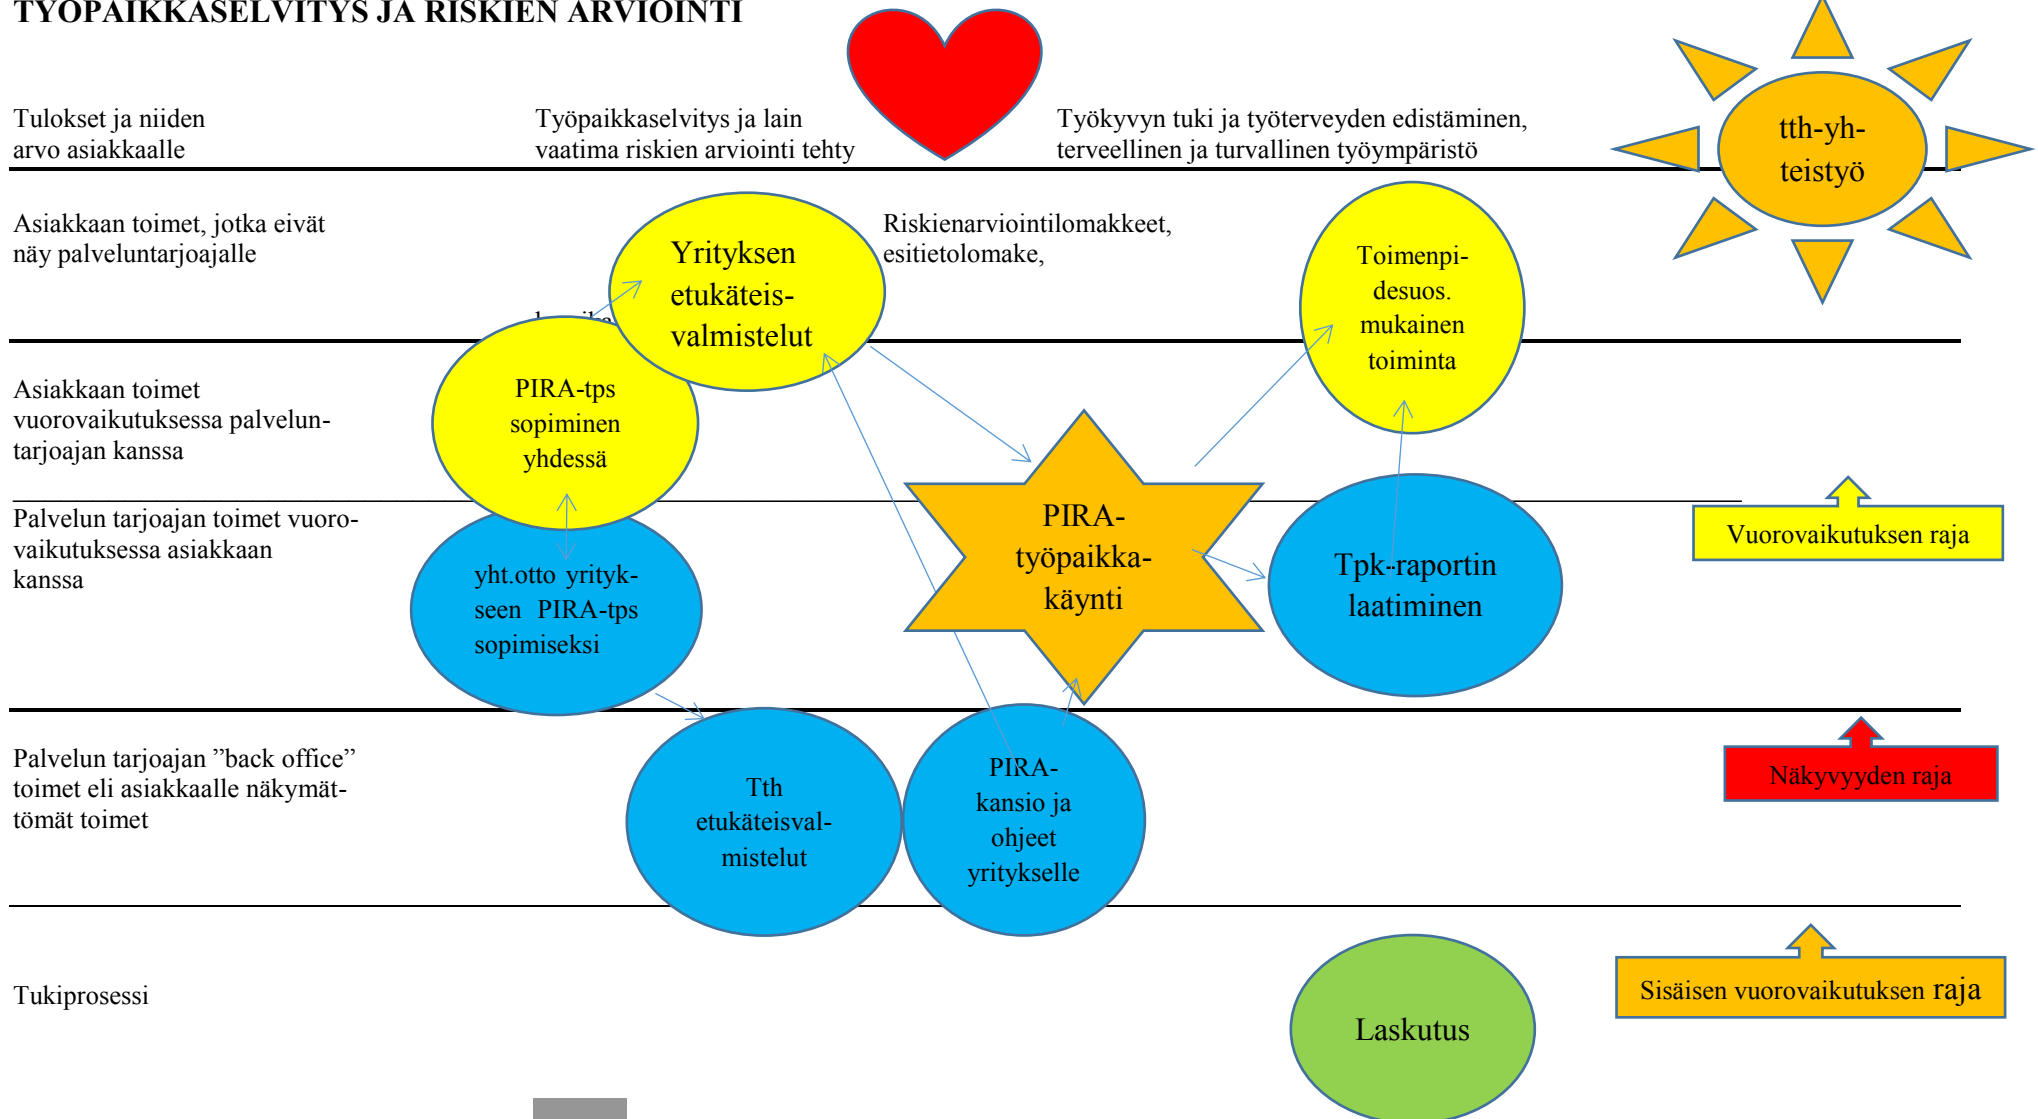 TYÖPAIKKASELVITYS JA RISKIEN ARVIOINTI
Tulokset ja niiden
arvo asiakkaalle
Työpaikkaselvitys ja lain
vaatima riskien arviointi tehty
Työkyvyn tuki ja työterveyden edistäminen,
terveellinen ja turvallinen työympäristö
tth-yh-
teistyö
Asiakkaan toimet, jotka eivät
näy palveluntarjoajalle
Yrityksen
etukäteis-
valmistelut
Riskienarviointilomakkeet,
esitietolomake,
Toimenpi-
desuos.
mukainen
toiminta
Asiakkaan toimet
vuorovaikutuksessa palvelun-
tarjoajan kanssa
PIRA-tps
sopiminen
yhdessä
Palvelun tarjoajan toimet vuoro-
vaikutuksessa asiakkaan
kanssa
yht.otto yrityk-
seen PIRA-tps
sopimiseksi
PIRA-
työpaikka-
käynti
Tpk-raportin
laatiminen
Vuorovaikutuksen raja
Palvelun tarjoajan ”back office”
toimet eli asiakkaalle näkymät-
tömät toimet
Tth
etukäteisval-
mistelut
PIRA-
kansio ja
ohjeet
yritykselle
Näkyvyyden raja
Tukiprosessi
Laskutus
Sisäisen vuorovaikutuksen raja